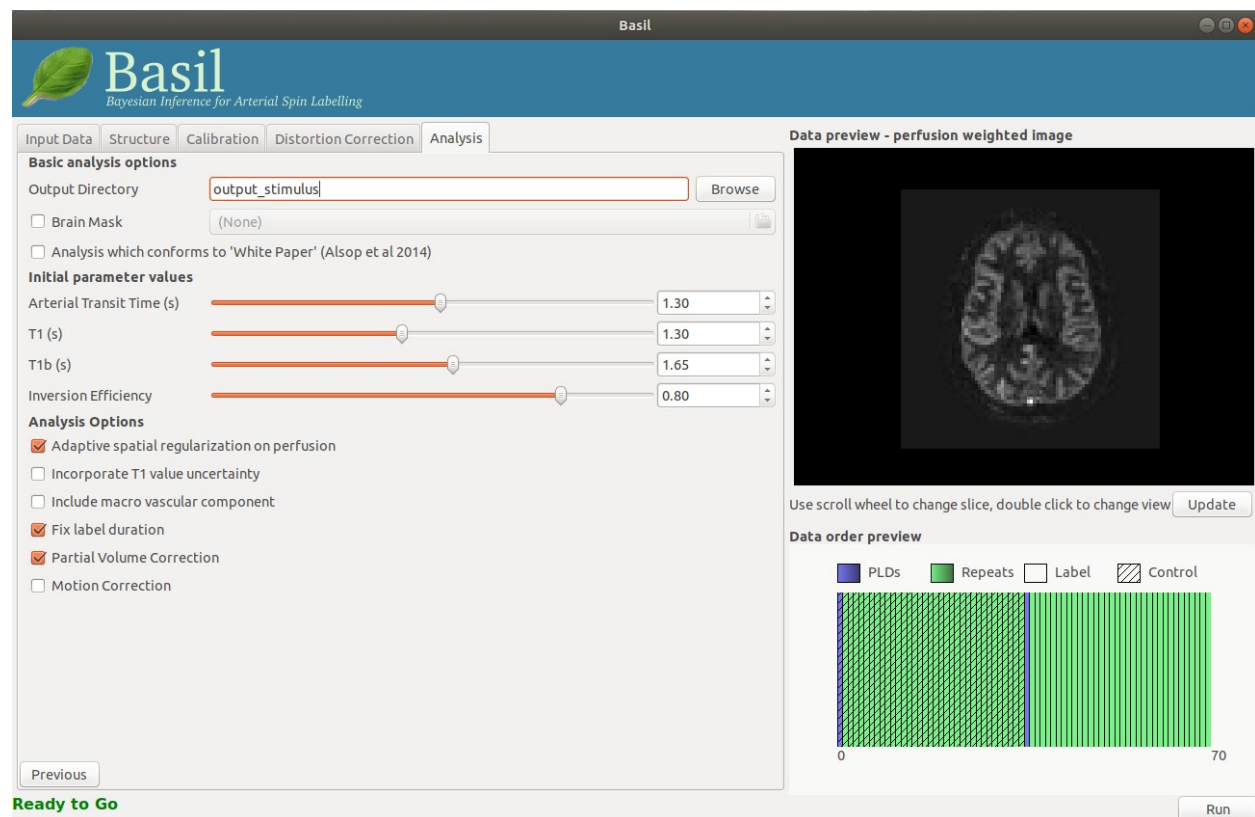 Basil
Basil
Bayesian Inference for Arterial Spin Labelling
Input Data Structure Calibration Distortion Correction Analysis
Basic analysis options
Output Directory output_stimulus Browse
Brain Mask (None)
Analysis which conforms to 'White Paper' (Alsop et al 2014)
Initial parameter values
Arterial Transit Time (s) 1.30
T1 (s) 1.30
T1b (s) 1.65
Inversion Efficiency 0.80
Analysis Options
Adaptive spatial regularization on perfusion
Incorporate T1 value uncertainty
Include macro vascular component
Fix label duration
Partial Volume Correction
Motion Correction
Previous
Ready to Go
Data preview - perfusion weighted image
Use scroll wheel to change slice, double click to change view Update
Data order preview
PLDs Repeats Label Control
0 70
Run